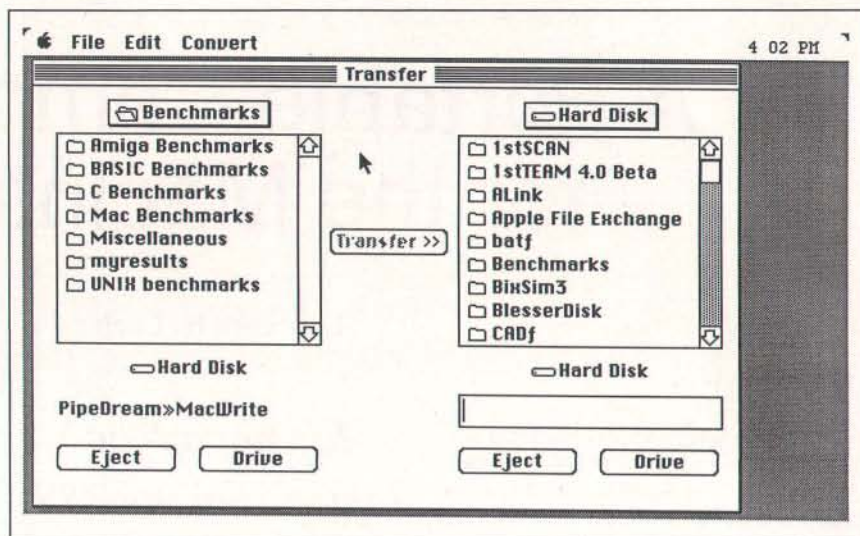 File Edit Convert
4 02 PM
Transfer
Benchmarks
Amiga Benchmarks
BASIC Benchmarks
C Benchmarks
Mac Benchmarks
Miscellaneous
myresults
UNIX benchmarks
Hard Disk
PipeDream»MacWrite
Eject
Drive
Transfer >>
Hard Disk
1stSCAN
1stTEAM 4.0 Beta
ALink
Apple File Exchange
batƒ
Benchmarks
BixSim3
BlesserDisk
CADƒ
Hard Disk
Eject
Drive